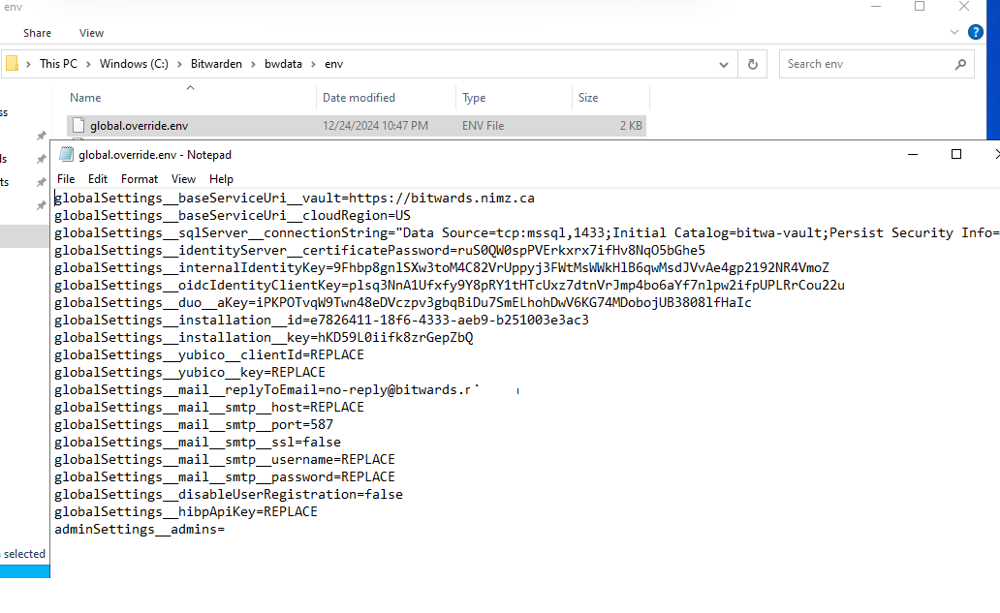 env
Share View
This PC > Windows (C:) > Bitwarden > bwdata > env
Search env
Name Date modified Type Size
global.override.env 12/24/2024 10:47 PM ENV File 2 KB
global.override.env - Notepad
File Edit Format View Help
globalSettings__baseServiceUri__vault=https://bitwards.nimz.ca
globalSettings__baseServiceUri__cloudRegion=US
globalSettings__sqlServer__connectionString="Data Source=tcp:mssql,1433;Initial Catalog=bitwa-vault;Persist Security Info=
globalSettings__identityServer__certificatePassword=ruS0QW0spPVErkxrx7ifHv8NqO5bGhe5
globalSettings__internalIdentityKey=9Fhbp8gnlSXw3toM4C82VrUppyj3FWtMsWWkHlB6qwMsdJVvAe4gp2192NR4VmoZ
globalSettings__oidcIdentityClientKey=plsq3NnA1Ufxfy9Y8pRY1tHTcUxz7dtnVrJmp4bo6aYf7nlpw2ifpUPLRrCou22u
globalSettings__duo__aKey=iPKPOTvqW9Twn48eDVczpv3gbqBiDu7SmELhohDwV6KG74MDobojUB3808lfHaIc
globalSettings__installation__id=e7826411-18f6-4333-aeb9-b251003e3ac3
globalSettings__installation__key=hKD59L0iifk8zrGepZbQ
globalSettings__yubico__clientId=REPLACE
globalSettings__yubico__key=REPLACE
globalSettings__mail__replyToEmail=no-reply@bitwards.
globalSettings__mail__smtp__host=REPLACE
globalSettings__mail__smtp__port=587
globalSettings__mail__smtp__ssl=false
globalSettings__mail__smtp__username=REPLACE
globalSettings__mail__smtp__password=REPLACE
globalSettings__disableUserRegistration=false
globalSettings__hibpApiKey=REPLACE
adminSettings__admins=
selected